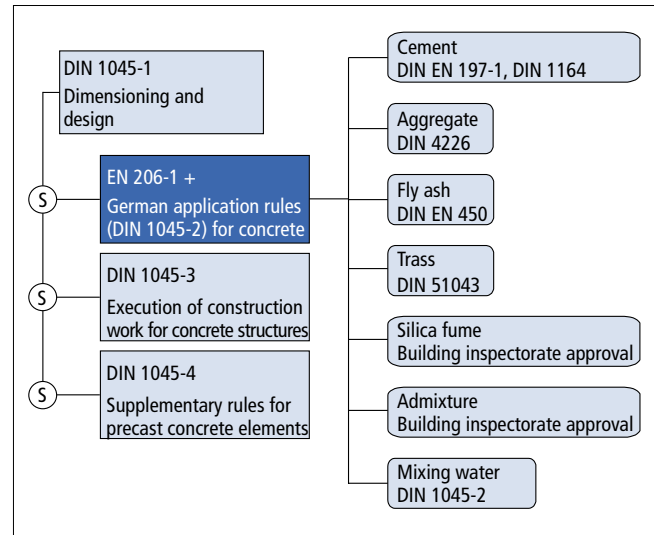 DIN 1045-1
Dimensioning and
design
S
EN 206-1 +
German application rules
(DIN 1045-2) for concrete
S
DIN 1045-3
Execution of construction
work for concrete structures
S
DIN 1045-4
Supplementary rules for
precast concrete elements
Cement
DIN EN 197-1, DIN 1164
Aggregate
DIN 4226
Fly ash
DIN EN 450
Trass
DIN 51043
Silica fume
Building inspectorate approval
Admixture
Building inspectorate approval
Mixing water
DIN 1045-2